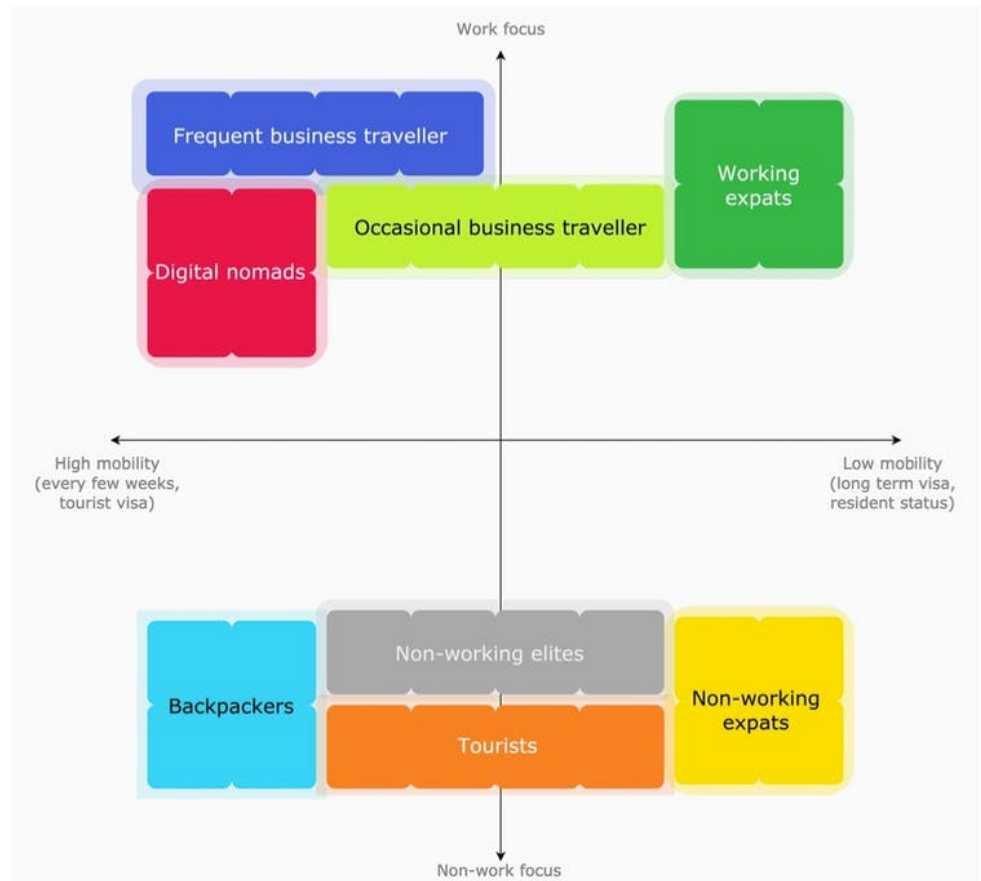 Work focus
Frequent business traveller
Working
expats
Occasional business traveller
Digital nomads
High mobility
(every few weeks,
tourist visa)
Low mobility
(long term visa,
resident status)
Non-working elites
Backpackers
Non-working
expats
Tourists
Non-work focus